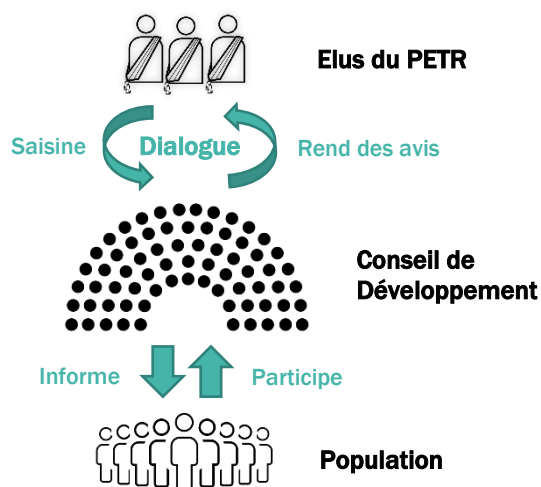 Elus du PETR
Saisine
Dialogue
Rend des avis
Conseil de
Développement
Informe
Participe
Population